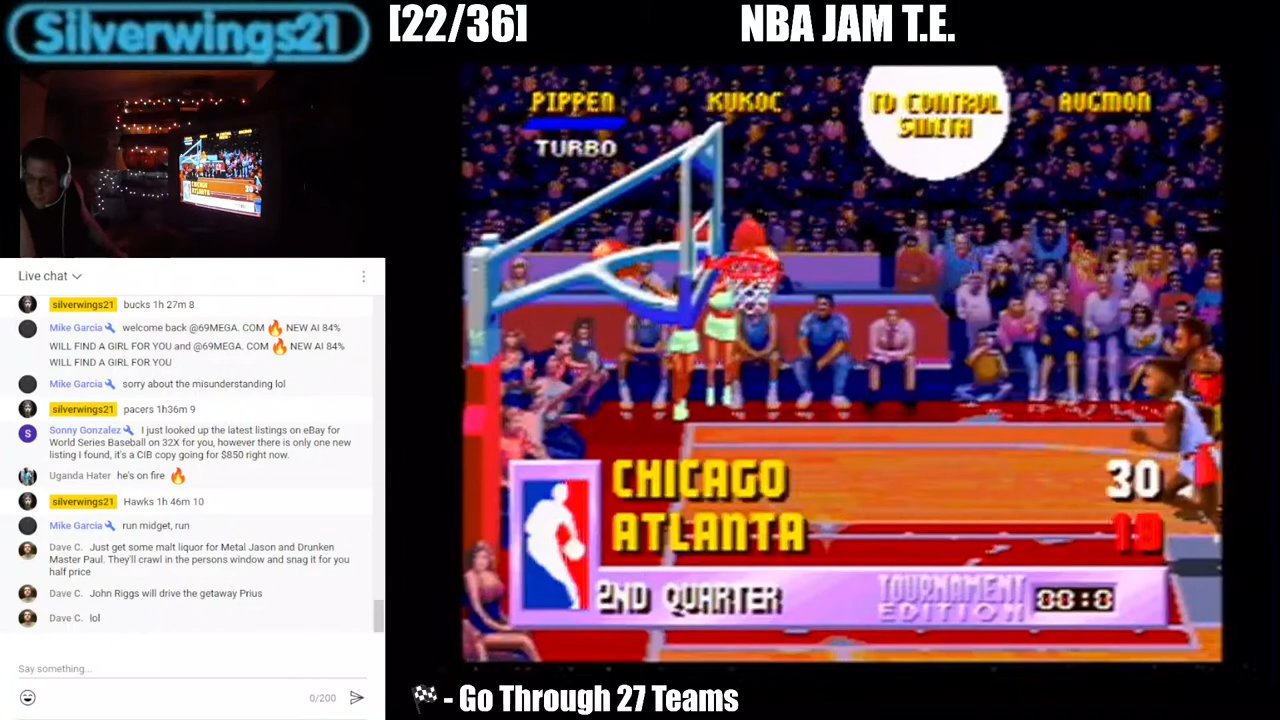 Silverwings21
[22/36]
NBA JAM T.E.
PIPPEN
KUKOC
TO CONTROL
SMITH
AUGMON
TURBO
Live chat
silverwings21 bucks 1h 27m 8
Mike Garcia welcome back @69MEGA. COM 🔥 NEW AI 84%
WILL FIND A GIRL FOR YOU and @69MEGA. COM 🔥 NEW AI 84%
WILL FIND A GIRL FOR YOU
Mike Garcia sorry about the misunderstanding lol
silverwings21 pacers 1h36m 9
Sonny Gonzalez I just looked up the latest listings on eBay for
World Series Baseball on 32X for you, however there is only one new
listing I found, it's a CIB copy going for $850 right now.
Uganda Hater he's on fire 🔥
silverwings21 Hawks 1h 46m 10
Mike Garcia run midget, run
Dave C. Just get some malt liquor for Metal Jason and Drunken
Master Paul. They'll crawl in the persons window and snag it for you
half price
Dave C. John Riggs will drive the getaway Prius
Dave C. lol
Say something...
0/200
CHICAGO 30
ATLANTA 19
2ND QUARTER
TOURNAMENT
EDITION
00:0
- Go Through 27 Teams